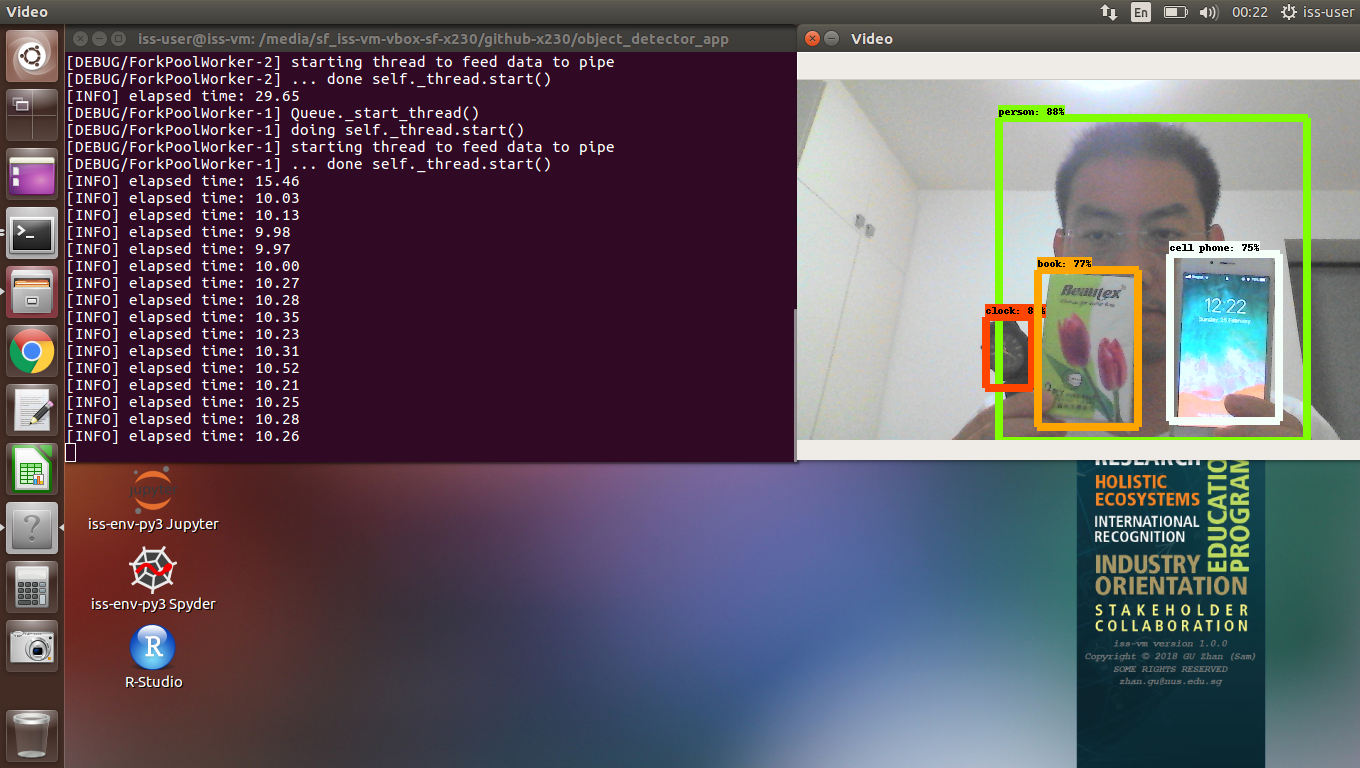 Video
En
00:22
iss-user
iss-user@iss-vm: /media/sf_iss-vm-vbox-sf-x230/github-x230/object_detector_app
[DEBUG/ForkPoolWorker-2] starting thread to feed data to pipe
[DEBUG/ForkPoolWorker-2] ... done self._thread.start()
[INFO] elapsed time: 29.65
[DEBUG/ForkPoolWorker-1] Queue._start_thread()
[DEBUG/ForkPoolWorker-1] doing self._thread.start()
[DEBUG/ForkPoolWorker-1] starting thread to feed data to pipe
[DEBUG/ForkPoolWorker-1] ... done self._thread.start()
[INFO] elapsed time: 15.46
[INFO] elapsed time: 10.03
[INFO] elapsed time: 10.13
[INFO] elapsed time: 9.98
[INFO] elapsed time: 9.97
[INFO] elapsed time: 10.00
[INFO] elapsed time: 10.27
[INFO] elapsed time: 10.28
[INFO] elapsed time: 10.35
[INFO] elapsed time: 10.23
[INFO] elapsed time: 10.31
[INFO] elapsed time: 10.52
[INFO] elapsed time: 10.21
[INFO] elapsed time: 10.25
[INFO] elapsed time: 10.28
[INFO] elapsed time: 10.26
Video
person: 88%
cell phone: 75%
book: 77%
clock: 8
Beautex
12:22
jupyter
iss-env-py3 Jupyter
iss-env-py3 Spyder
R
R-Studio
RESEARCH
HOLISTIC
ECOSYSTEMS
INTERNATIONAL
RECOGNITION
EDUCATIO
PROGRAM
INDUSTRY
ORIENTATION
STAKEHOLDER
COLLABORATION
iss-vm version 1.0.0
Copyright © 2018 GU Zhan (Sam)
SOME RIGHTS RESERVED
zhan.gu@nus.edu.sg